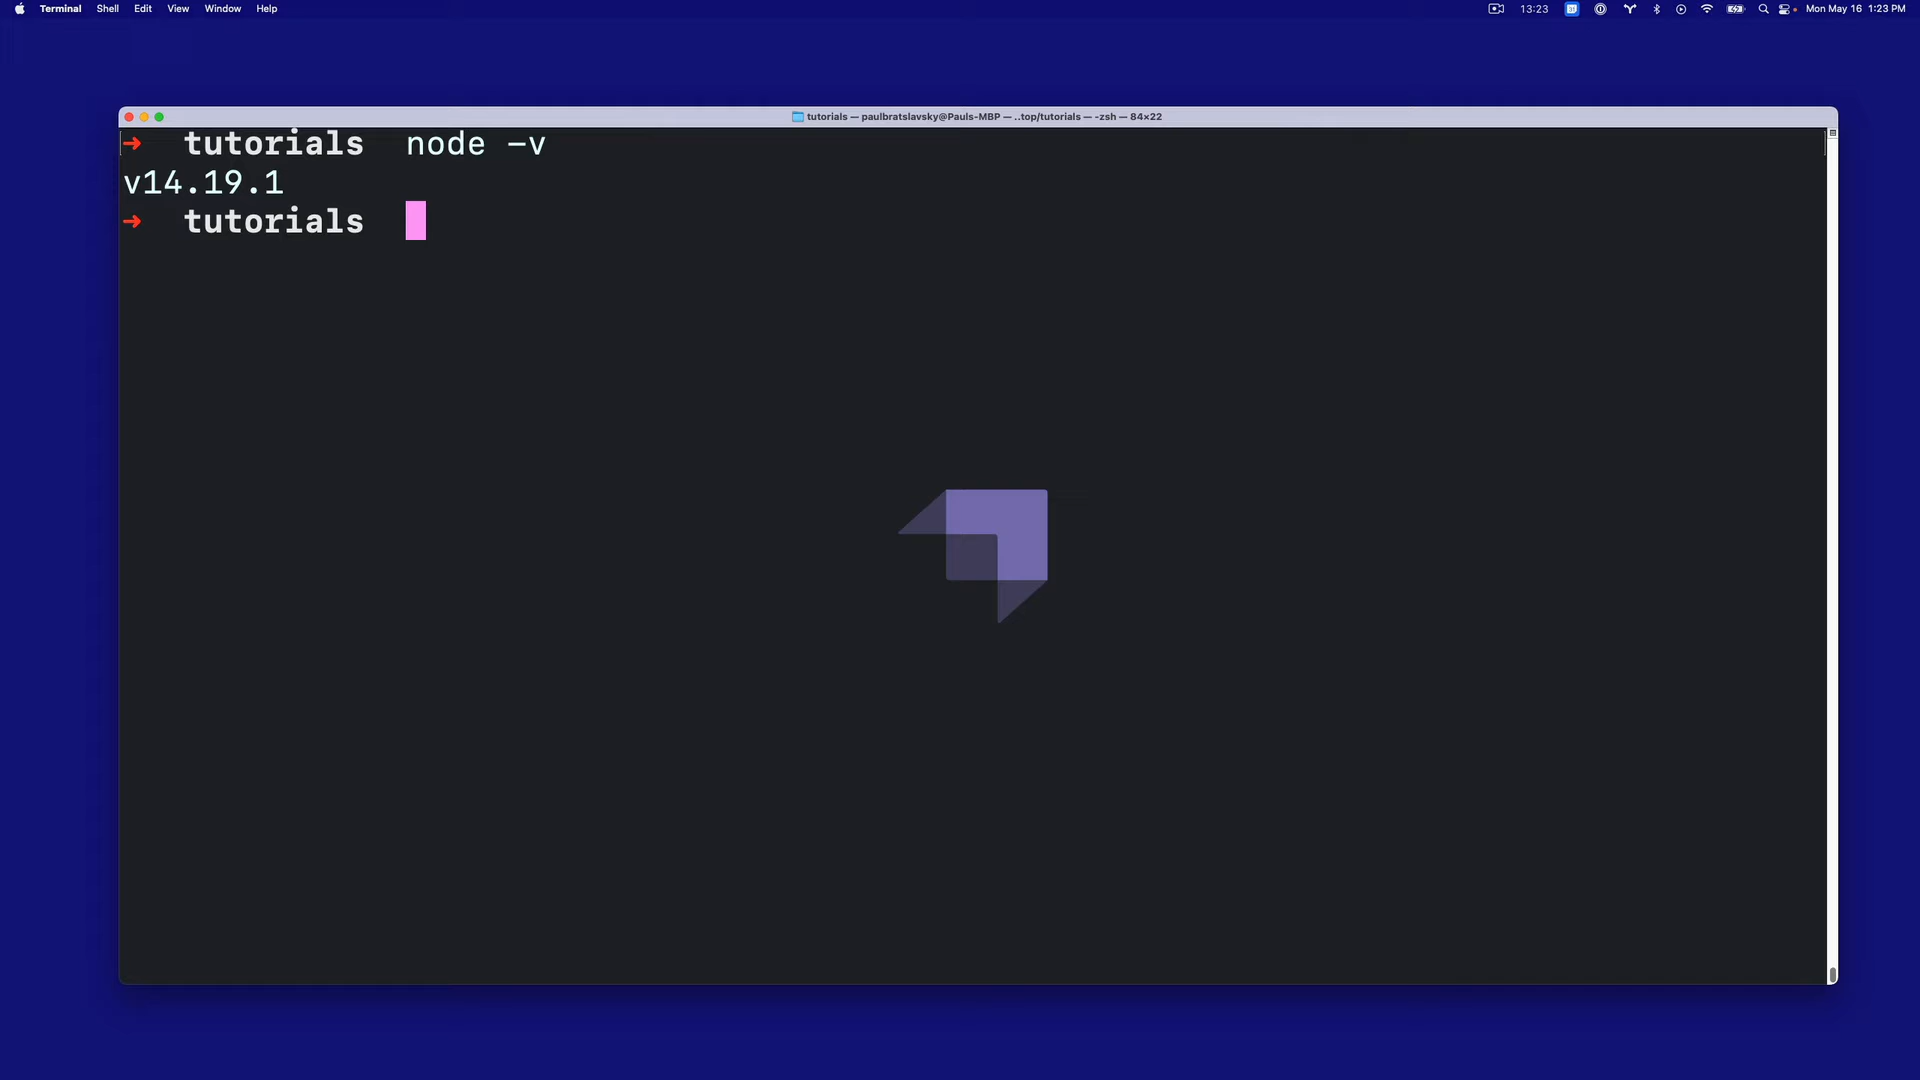 Terminal Shell Edit View Window Help 13:23 Mon May 16 1:23 PM
tutorials — paulbratslavsky@Pauls-MBP — ..top/tutorials — -zsh — 84×22
➜ tutorials node -v
v14.19.1
➜ tutorials